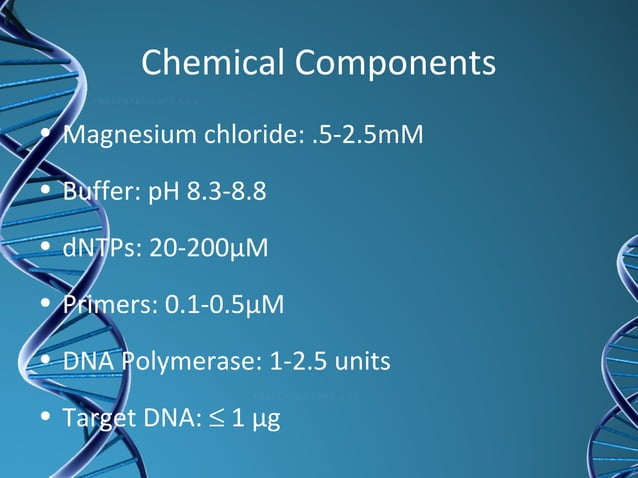 Chemical Components
• Magnesium chloride: .5-2.5mM
• Buffer: pH 8.3-8.8
• dNTPs: 20-200μM
• Primers: 0.1-0.5μM
• DNA Polymerase: 1-2.5 units
• Target DNA: ≤ 1 μg